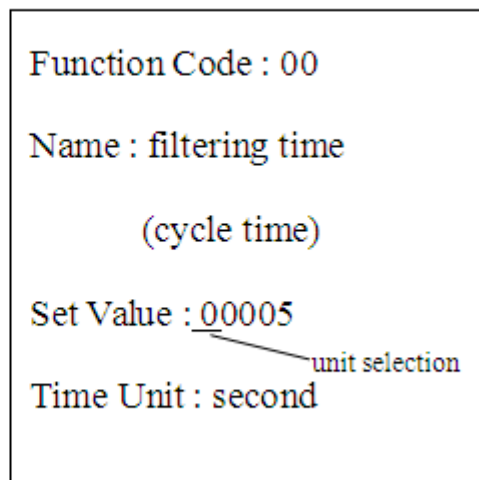 Function Code : 00
Name : filtering time
(cycle time)
Set Value : 00005
unit selection
Time Unit : second